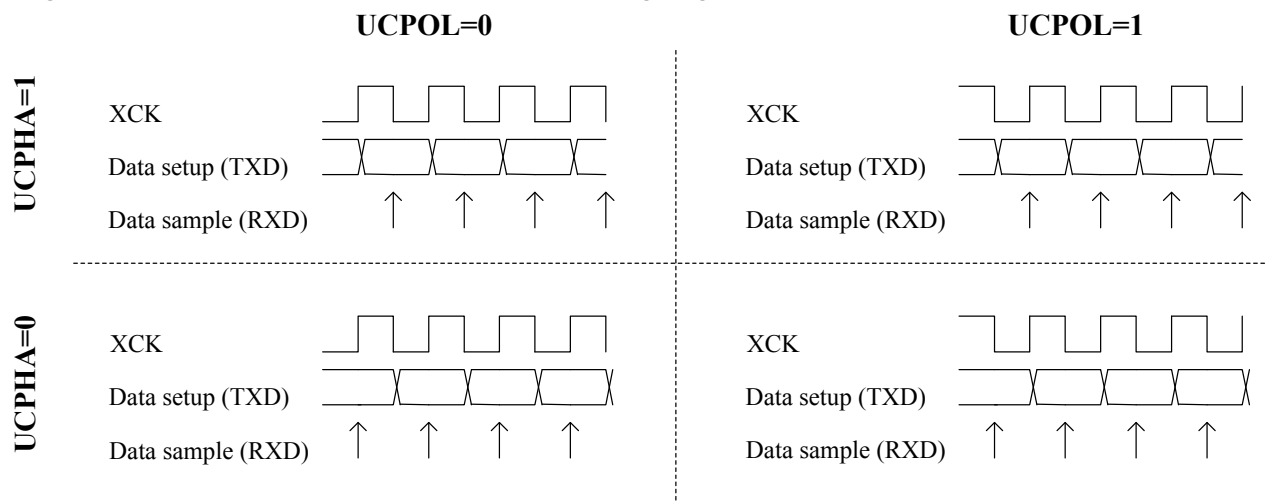 UCPOL=0
UCPOL=1
UCPHA=1
XCK
Data setup (TXD)
Data sample (RXD)
XCK
Data setup (TXD)
Data sample (RXD)
UCPHA=0
XCK
Data setup (TXD)
Data sample (RXD)
XCK
Data setup (TXD)
Data sample (RXD)